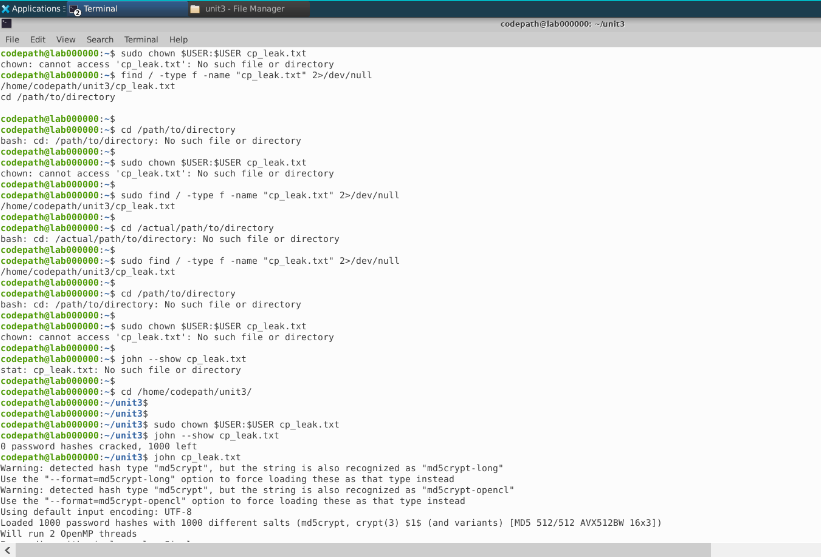 Applications Terminal unit3 - File Manager
2
codepath@lab000000: ~/unit3
File Edit View Search Terminal Help
codepath@lab000000:~$ sudo chown $USER:$USER cp_leak.txt
chown: cannot access 'cp_leak.txt': No such file or directory
codepath@lab000000:~$ find / -type f -name "cp_leak.txt" 2>/dev/null
/home/codepath/unit3/cp_leak.txt
cd /path/to/directory
codepath@lab000000:~$
codepath@lab000000:~$ cd /path/to/directory
bash: cd: /path/to/directory: No such file or directory
codepath@lab000000:~$
codepath@lab000000:~$ sudo chown $USER:$USER cp_leak.txt
chown: cannot access 'cp_leak.txt': No such file or directory
codepath@lab000000:~$
codepath@lab000000:~$ sudo find / -type f -name "cp_leak.txt" 2>/dev/null
/home/codepath/unit3/cp_leak.txt
codepath@lab000000:~$
codepath@lab000000:~$ cd /actual/path/to/directory
bash: cd: /actual/path/to/directory: No such file or directory
codepath@lab000000:~$
codepath@lab000000:~$ sudo find / -type f -name "cp_leak.txt" 2>/dev/null
/home/codepath/unit3/cp_leak.txt
codepath@lab000000:~$
codepath@lab000000:~$ cd /path/to/directory
bash: cd: /path/to/directory: No such file or directory
codepath@lab000000:~$
codepath@lab000000:~$ sudo chown $USER:$USER cp_leak.txt
chown: cannot access 'cp_leak.txt': No such file or directory
codepath@lab000000:~$
codepath@lab000000:~$ john --show cp_leak.txt
stat: cp_leak.txt: No such file or directory
codepath@lab000000:~$
codepath@lab000000:~$ cd /home/codepath/unit3/
codepath@lab000000:~/unit3$
codepath@lab000000:~/unit3$
codepath@lab000000:~/unit3$ sudo chown $USER:$USER cp_leak.txt
codepath@lab000000:~/unit3$ john --show cp_leak.txt
0 password hashes cracked, 1000 left
codepath@lab000000:~/unit3$ john cp_leak.txt
Warning: detected hash type "md5crypt", but the string is also recognized as "md5crypt-long"
Use the "--format=md5crypt-long" option to force loading these as that type instead
Warning: detected hash type "md5crypt", but the string is also recognized as "md5crypt-opencl"
Use the "--format=md5crypt-opencl" option to force loading these as that type instead
Using default input encoding: UTF-8
Loaded 1000 password hashes with 1000 different salts (md5crypt, crypt(3) $1$ (and variants) [MD5 512/512 AVX512BW 16x3])
Will run 2 OpenMP threads